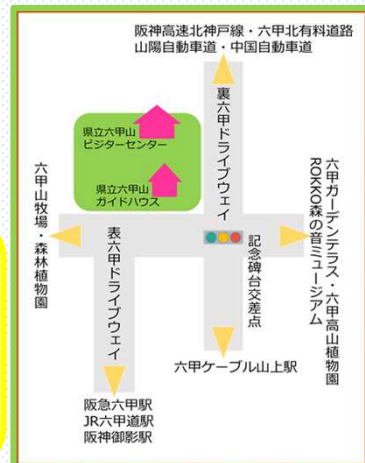 阪神高速北神戸線・六甲北有料道路
山陽自動車道・中国自動車道
裏六甲ドライブウェイ
県立六甲山
ビジターセンター
県立六甲山
ガイドハウス
六甲山牧場・森林植物園
表六甲ドライブウェイ
記念碑台交差点
六甲ガーデンテラス・六甲高山植物園
ROKKO森の音ミュージアム
六甲ケーブル山上駅
阪急六甲駅
JR六甲道駅
阪神御影駅